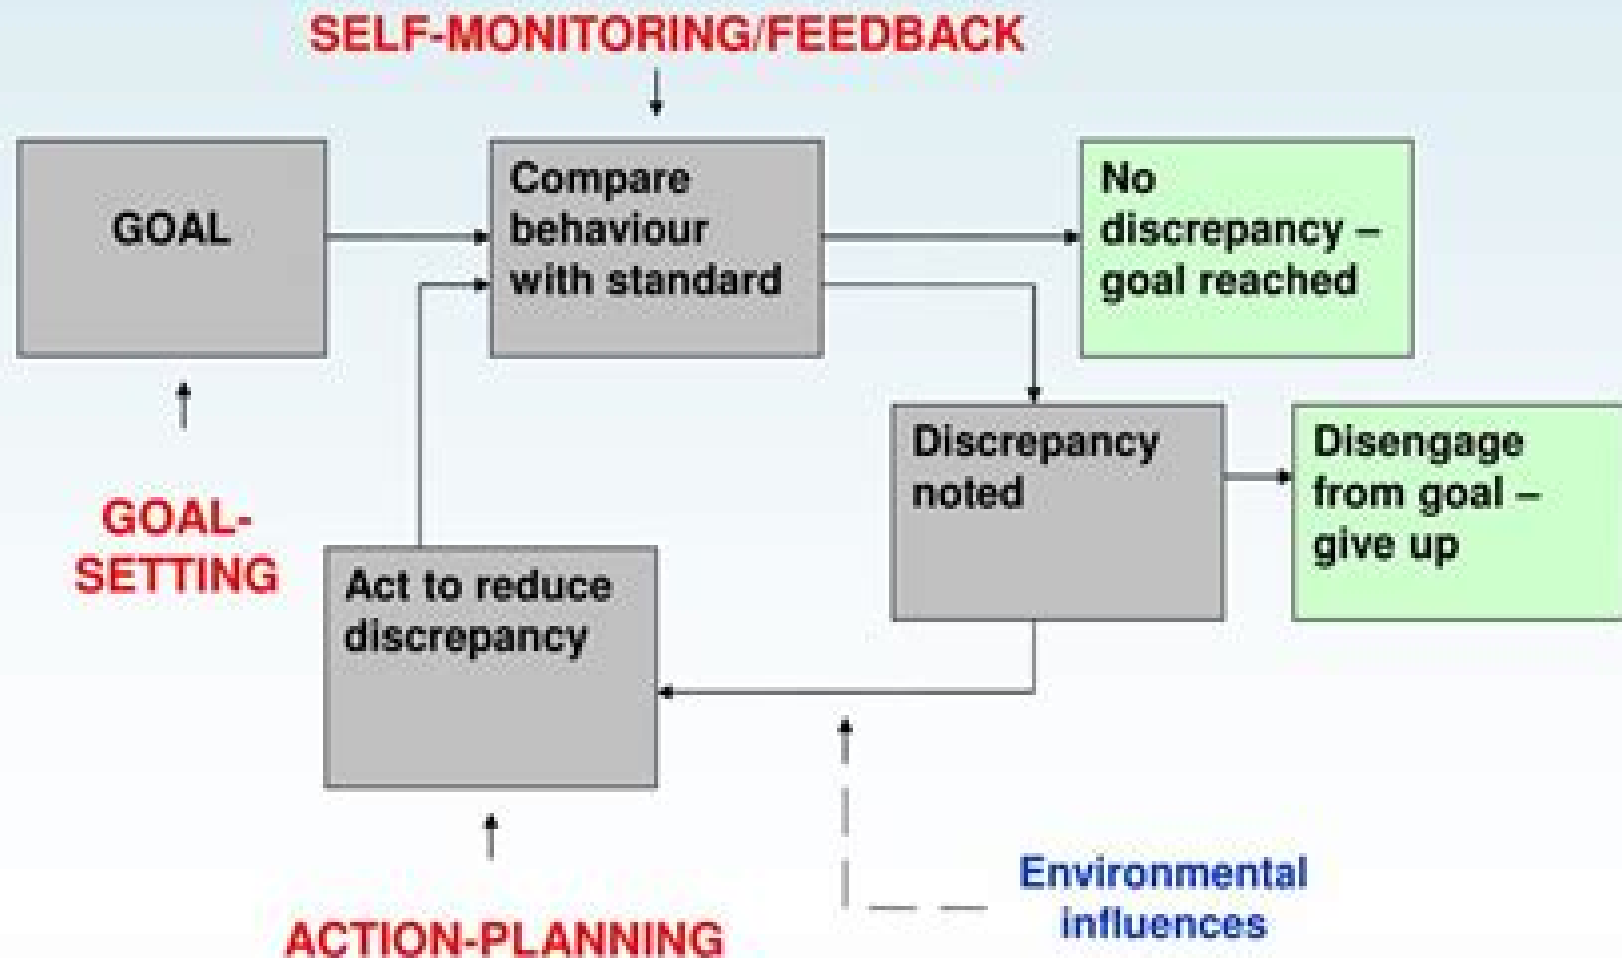 SELF-MONITORING/FEEDBACK
GOAL
Compare
behaviour
with standard
No
discrepancy –
goal reached
Discrepancy
noted
Disengage
from goal –
give up
GOAL-
SETTING
Act to reduce
discrepancy
Environmental
influences
ACTION-PLANNING